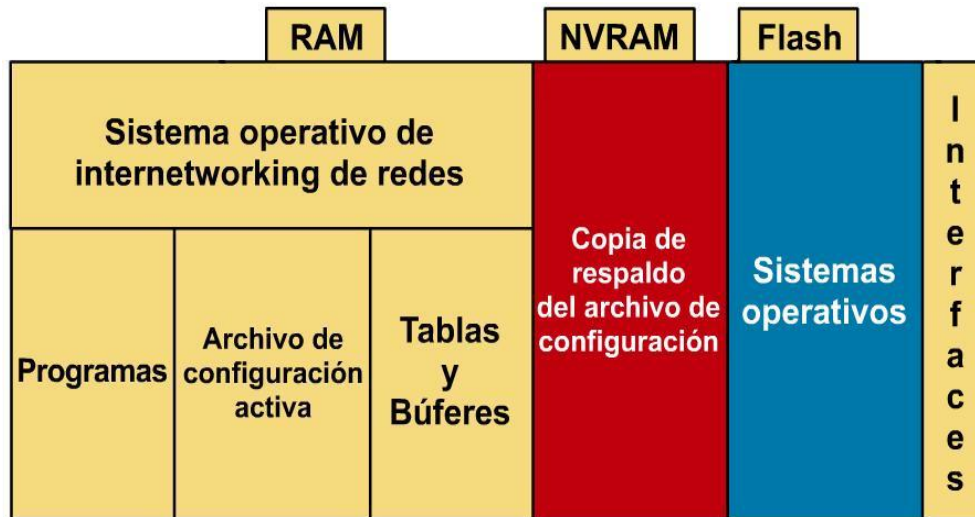 RAM
NVRAM
Flash
Sistema operativo de
internetworking de redes
Programas
Archivo de
configuración
activa
Tablas
y
Búferes
Copia de
respaldo
del archivo de
configuración
Sistemas
operativos
Interfaces